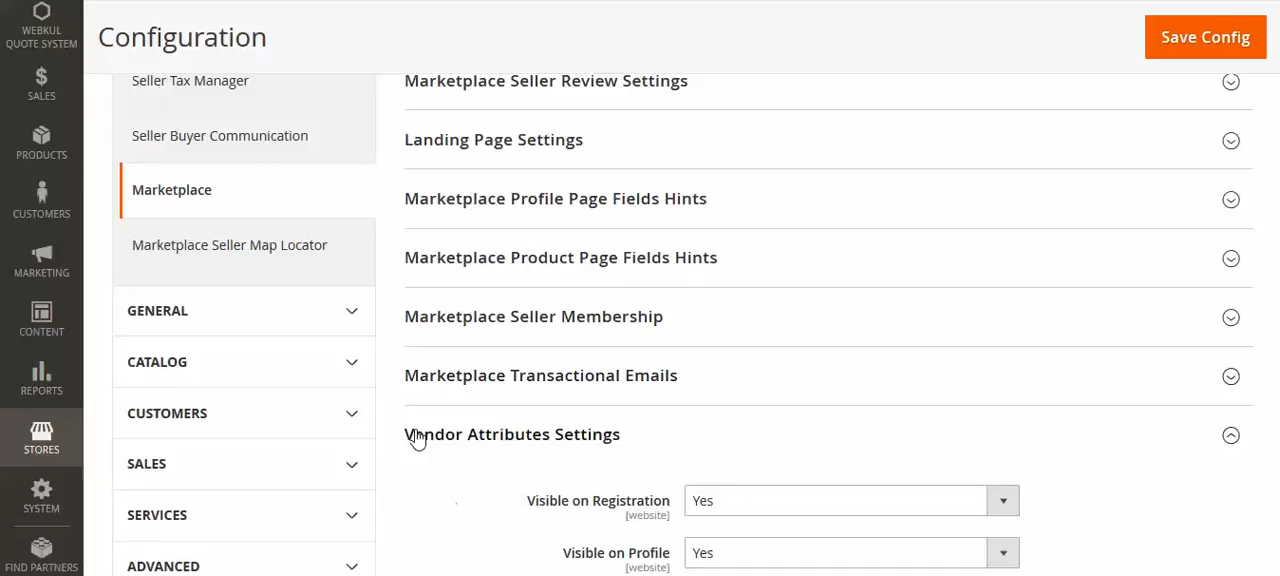 WEBKUL
QUOTE SYSTEM
SALES
PRODUCTS
CUSTOMERS
MARKETING
CONTENT
REPORTS
STORES
SYSTEM
FIND PARTNERS
Configuration
Save Config
Seller Tax Manager
Seller Buyer Communication
Marketplace
Marketplace Seller Map Locator
GENERAL
CATALOG
CUSTOMERS
SALES
SERVICES
ADVANCED
Marketplace Seller Review Settings
Landing Page Settings
Marketplace Profile Page Fields Hints
Marketplace Product Page Fields Hints
Marketplace Seller Membership
Marketplace Transactional Emails
Vendor Attributes Settings
Visible on Registration Yes
[website]
Visible on Profile Yes
[website]